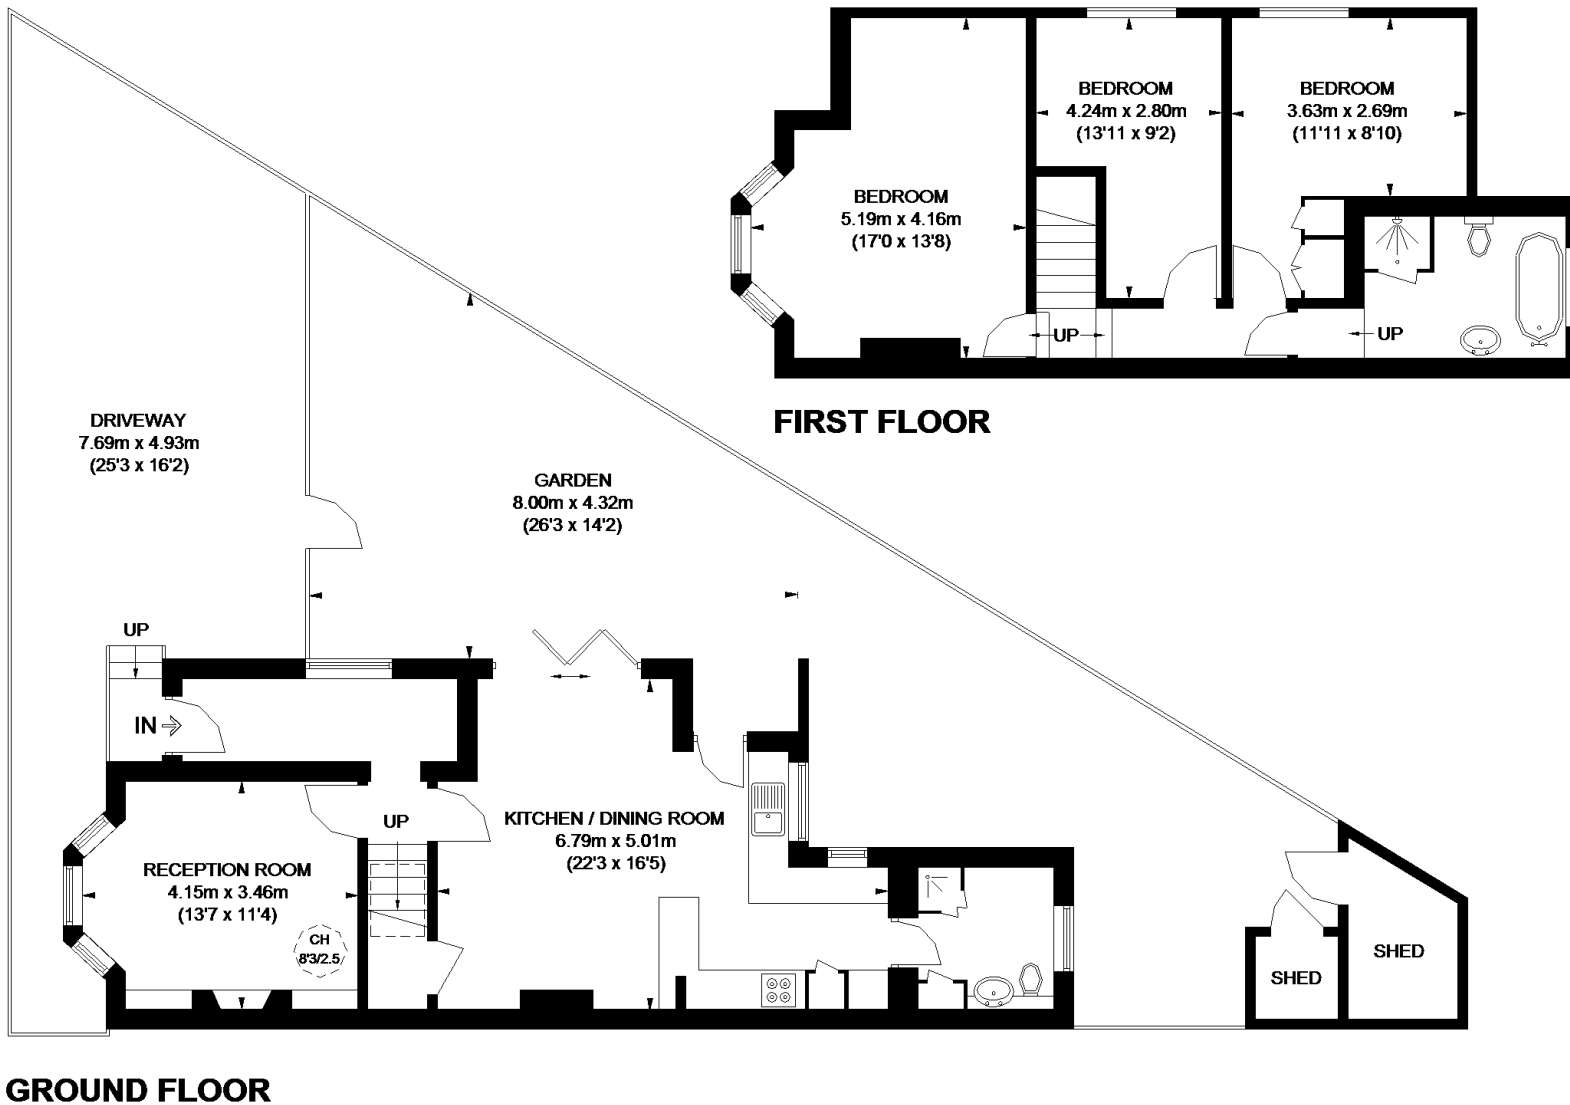 BEDROOM
4.24m x 2.80m
(13'11 x 9'2)
BEDROOM
3.63m x 2.69m
(11'11 x 8'10)
BEDROOM
5.19m x 4.16m
(17'0 x 13'8)
UP
UP
FIRST FLOOR
DRIVEWAY
7.69m x 4.93m
(25'3 x 16'2)
GARDEN
8.00m x 4.32m
(26'3 x 14'2)
UP
IN
UP
KITCHEN / DINING ROOM
6.79m x 5.01m
(22'3 x 16'5)
RECEPTION ROOM
4.15m x 3.46m
(13'7 x 11'4)
CH
8'3/2.5
SHED
SHED
GROUND FLOOR